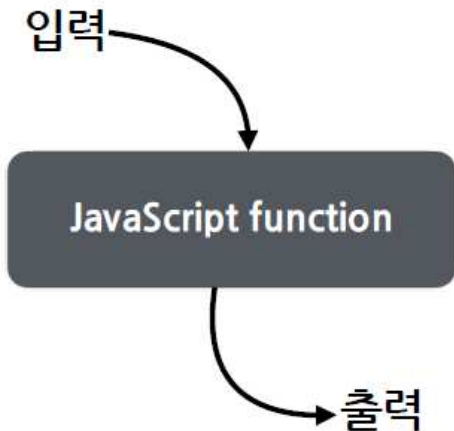 입력
JavaScript function
출력